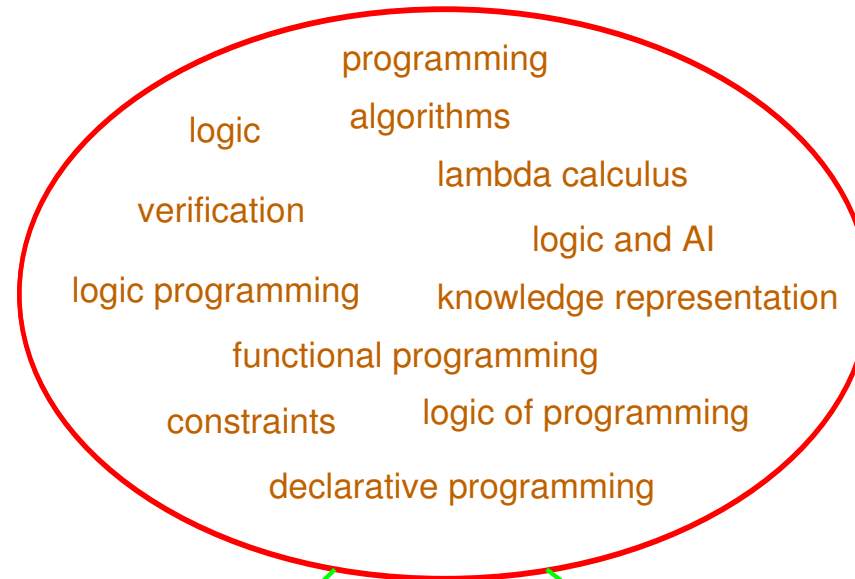 programming
algorithms
logic
lambda calculus
verification
logic and AI
logic programming
knowledge representation
functional programming
logic of programming
constraints
declarative programming